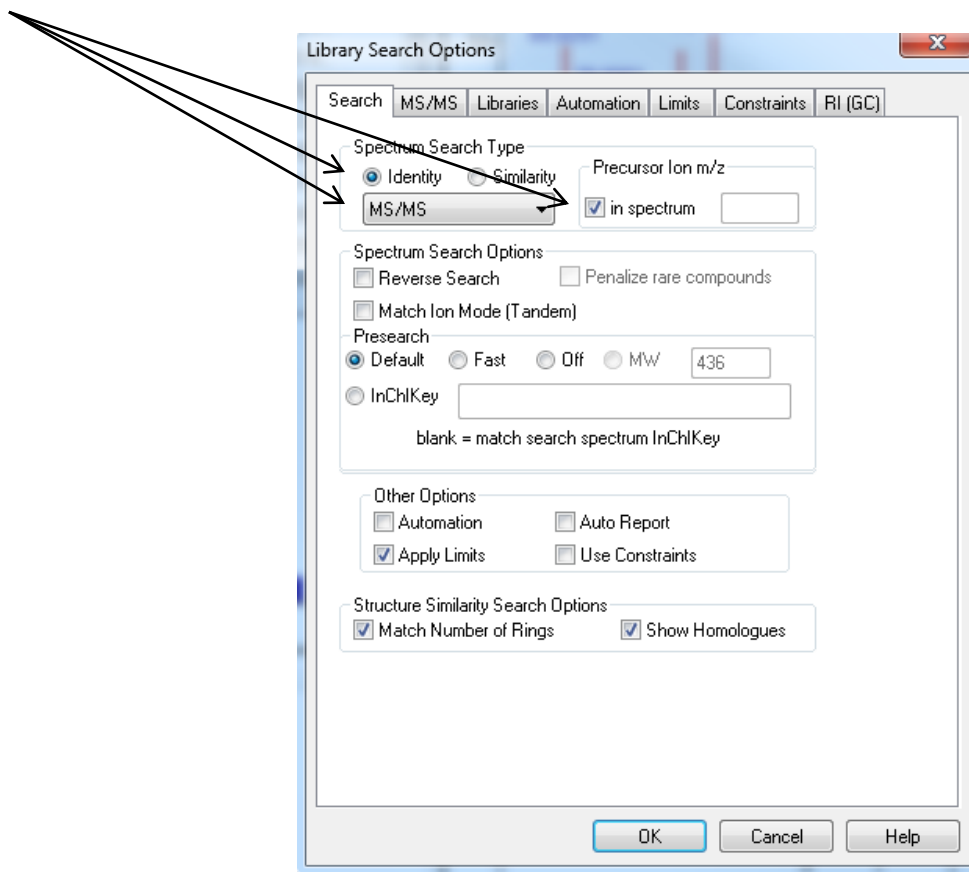 Library Search Options
X
Search MS/MS Libraries Automation Limits Constraints RI (GC)
Spectrum Search Type
Identity Similarity
MS/MS
Precursor Ion m/z
in spectrum
Spectrum Search Options
Reverse Search Penalize rare compounds
Match Ion Mode (Tandem)
Presearch
Default Fast Off MW 436
InChIKey
blank = match search spectrum InChIKey
Other Options
Automation Auto Report
Apply Limits Use Constraints
Structure Similarity Search Options
Match Number of Rings Show Homologues
OK Cancel Help